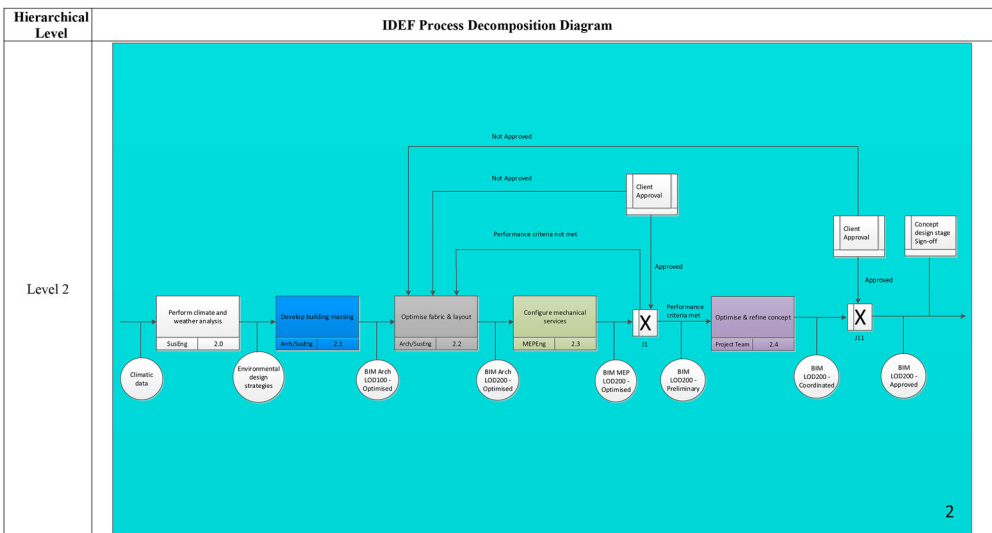 Hierarchical
Level
IDEF Process Decomposition Diagram
Level 2
Not Approved
Not Approved
Client
Approval
Performance criteria not met
Approved
Client
Approval
Concept
design stage
Sign-off
Approved
Perform climate and
weather analysis
SusEng 2.0
Develop building massing
Arch/SusEng 2.1
Optimise fabric & layout
Arch/SusEng 2.2
Configure mechanical
services
MEPEng 2.3
X
J1
Performance
criteria met
Optimise & refine concept
Project Team 2.4
X
J11
Climatic
data
Environmental
design
strategies
BIM Arch
LOD100 -
Optimised
BIM Arch
LOD200 -
Optimised
BIM MEP
LOD200 -
Optimised
BIM
LOD200 -
Preliminary
BIM
LOD200 -
Coordinated
BIM
LOD200 -
Approved
2